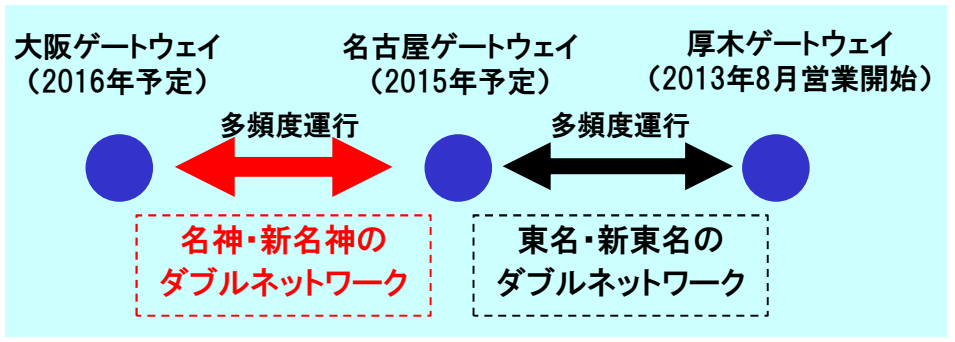 大阪ゲートウェイ
（2016年予定）
名古屋ゲートウェイ
（2015年予定）
厚木ゲートウェイ
（2013年8月営業開始）
多頻度運行
多頻度運行
名神・新名神の
ダブルネットワーク
東名・新東名の
ダブルネットワーク